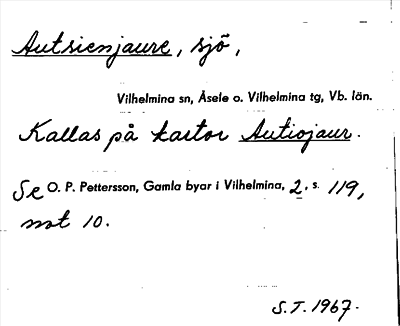 Autsienjaure, sjö,
Vilhelmina sn, Åsele o. Vilhelmina tg, Vb. län.
Kallas på kartor Autiojaur.
Se O. P. Pettersson, Gamla byar i Vilhelmina, 2, s. 119,
not 10.
S.T. 1967.